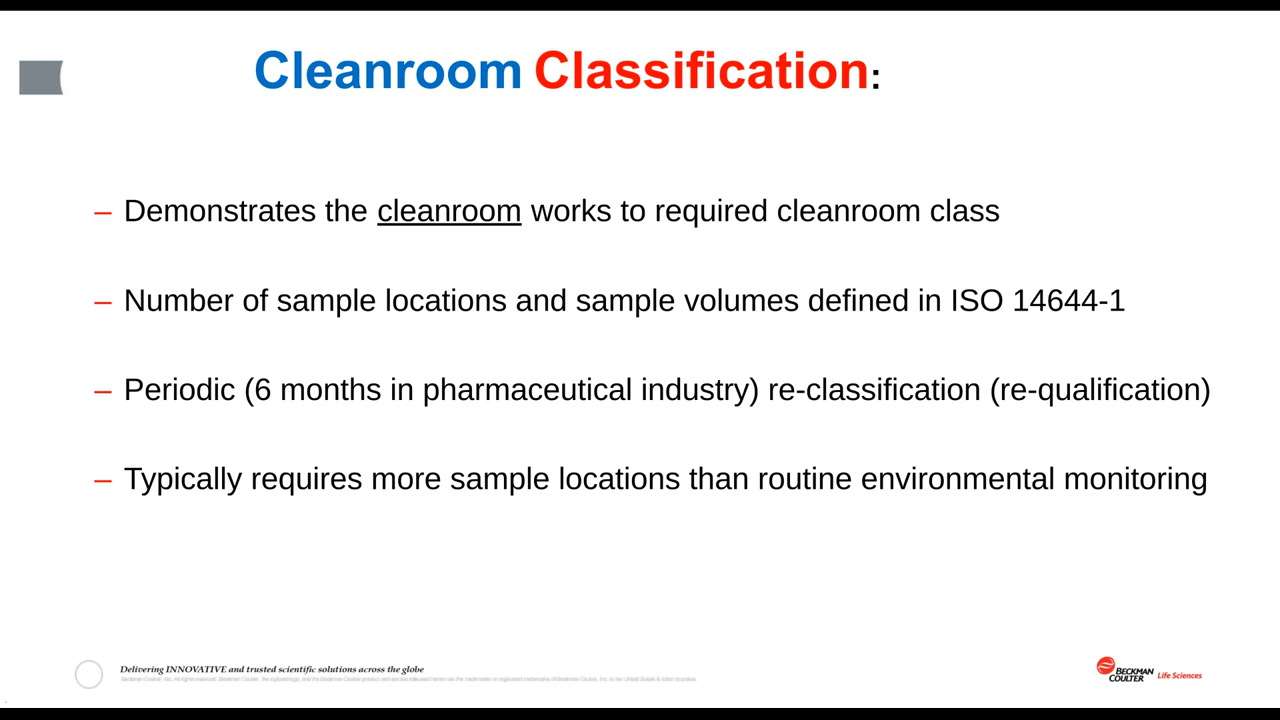 Cleanroom Classification:
– Demonstrates the cleanroom works to required cleanroom class
– Number of sample locations and sample volumes defined in ISO 14644-1
– Periodic (6 months in pharmaceutical industry) re-classification (re-qualification)
– Typically requires more sample locations than routine environmental monitoring
Delivering INNOVATIVE and trusted scientific solutions across the globe
BECKMAN
COULTER Life Sciences